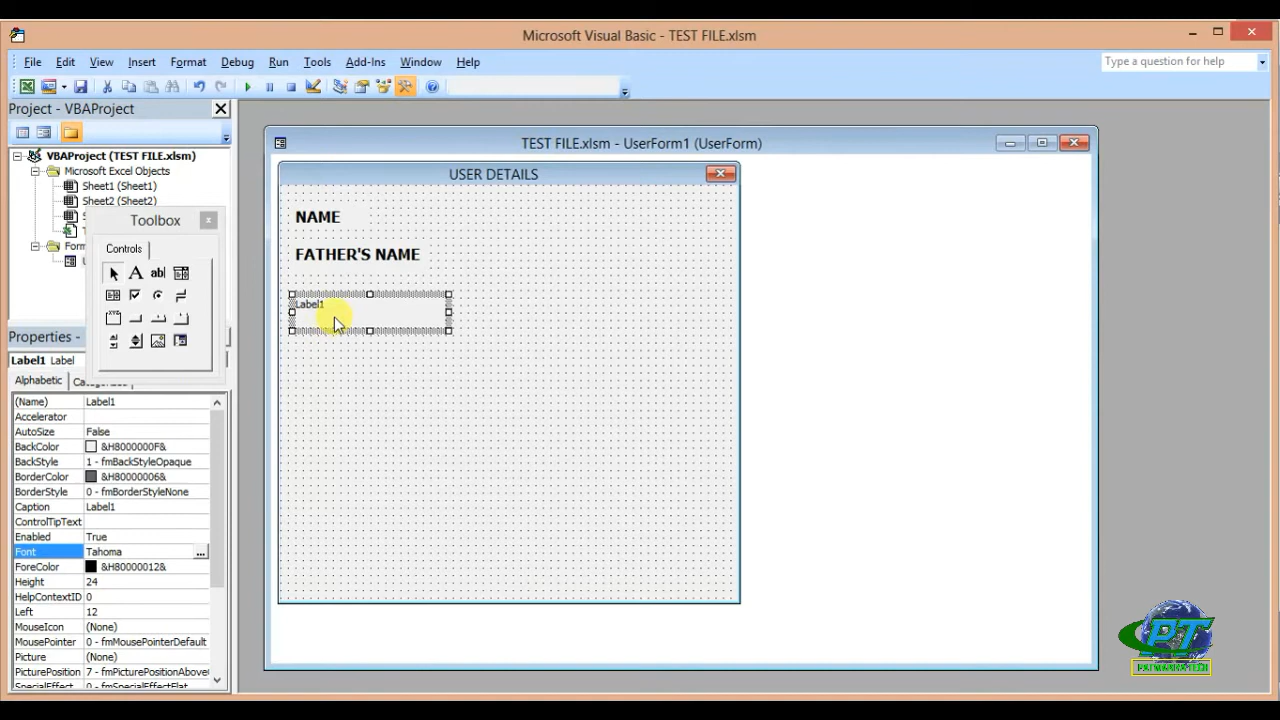 Microsoft Visual Basic - TEST FILE.xlsm
File Edit View Insert Format Debug Run Tools Add-Ins Window Help
Type a question for help
Project - VBAProject
VBAProject (TEST FILE.xlsm)
Microsoft Excel Objects
Sheet1 (Sheet1)
Sheet2 (Sheet2)
Toolbox
Controls
TEST FILE.xlsm - UserForm1 (UserForm)
USER DETAILS
NAME
FATHER'S NAME
Label1
Properties -
Label1 Label
Alphabetic
(Name) Label1
Accelerator
AutoSize False
BackColor &H8000000F&
BackStyle 1 - fmBackStyleOpaque
BorderColor &H80000006&
BorderStyle 0 - fmBorderStyleNone
Caption Label1
ControlTipText
Enabled True
Font Tahoma ...
ForeColor &H80000012&
Height 24
HelpContextID 0
Left 12
MouseIcon (None)
MousePointer 0 - fmMousePointerDefault
Picture (None)
PicturePosition 7 - fmPicturePositionAbove
SpecialEffect 0 - fmSpecialEffectFlat
PT